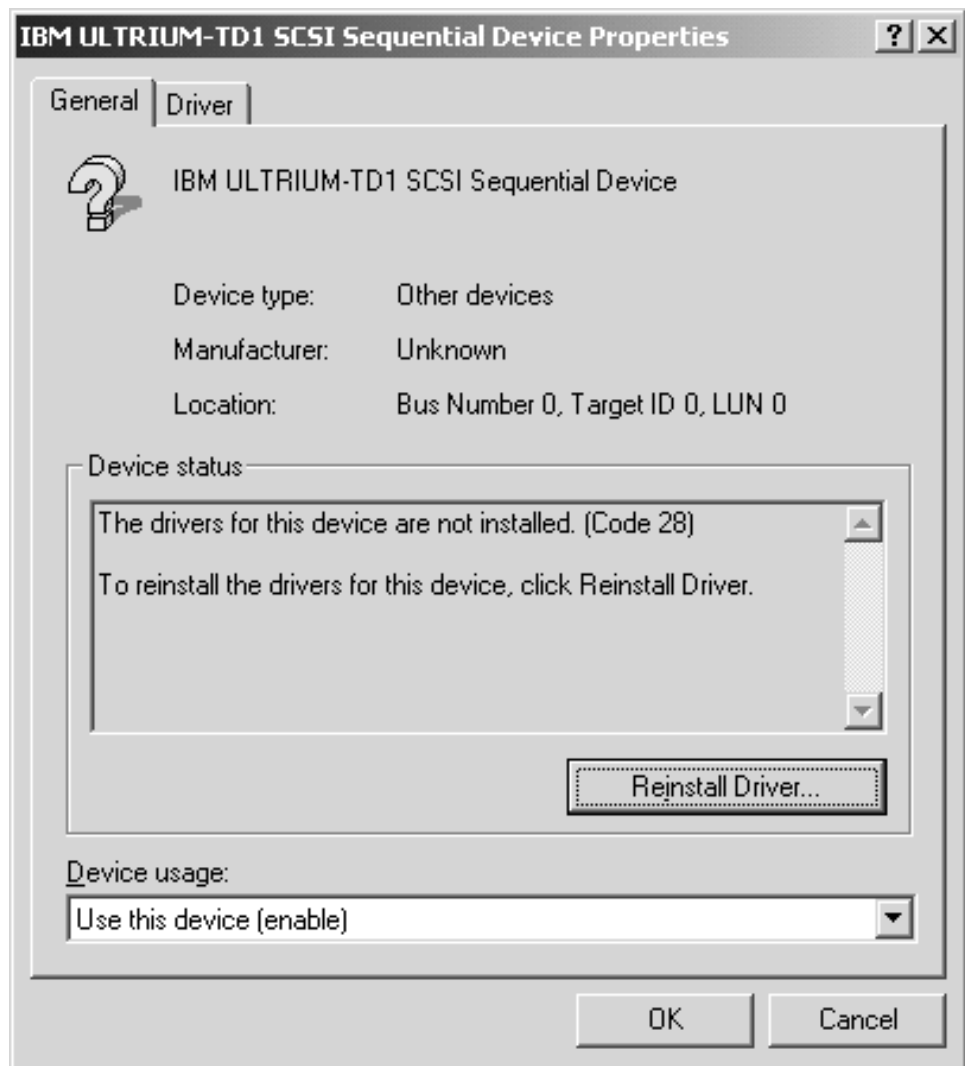 IBM ULTRIUM-TD1 SCSI Sequential Device Properties
General
Driver
IBM ULTRIUM-TD1 SCSI Sequential Device
Device type: Other devices
Manufacturer: Unknown
Location: Bus Number 0, Target ID 0, LUN 0
Device status
The drivers for this device are not installed. (Code 28)
To reinstall the drivers for this device, click Reinstall Driver.
Reinstall Driver...
Device usage:
Use this device (enable)
OK
Cancel